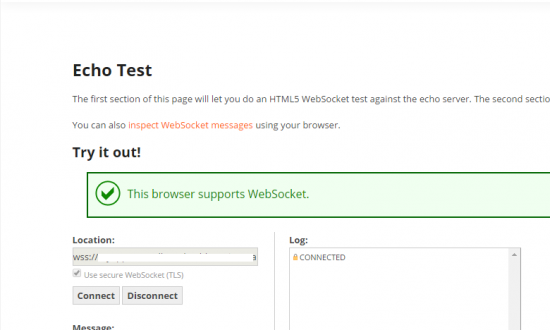 Echo Test
The first section of this page will let you do an HTML5 WebSocket test against the echo server. The second sectio
You can also inspect WebSocket messages using your browser.
Try it out!
This browser supports WebSocket.
Location:
wss://
Use secure WebSocket (TLS)
Connect Disconnect
Message:
Log:
CONNECTED